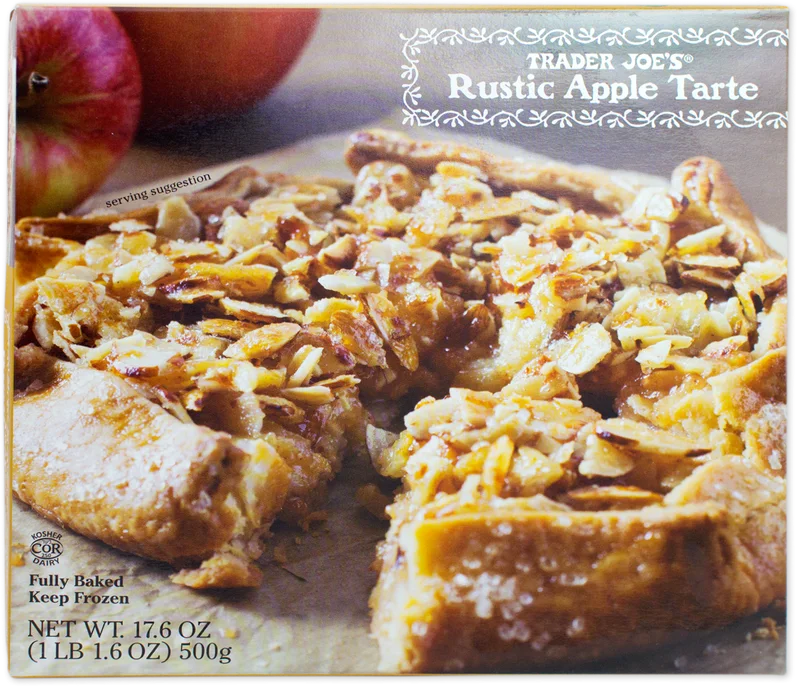 TRADER JOE'S®
Rustic Apple Tarte
serving suggestion
KOSHER
COR
DAIRY
Fully Baked
Keep Frozen
NET WT. 17.6 OZ
(1 LB 1.6 OZ) 500g